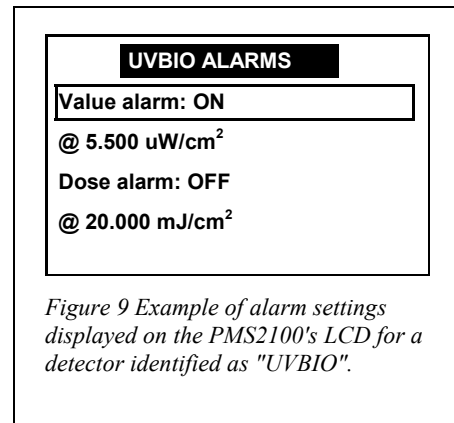 UVBIO ALARMS
Value alarm: ON
@ 5.500 uW/cm²
Dose alarm: OFF
@ 20.000 mJ/cm²
Figure 9 Example of alarm settings
displayed on the PMS2100's LCD for a
detector identified as "UVBIO".